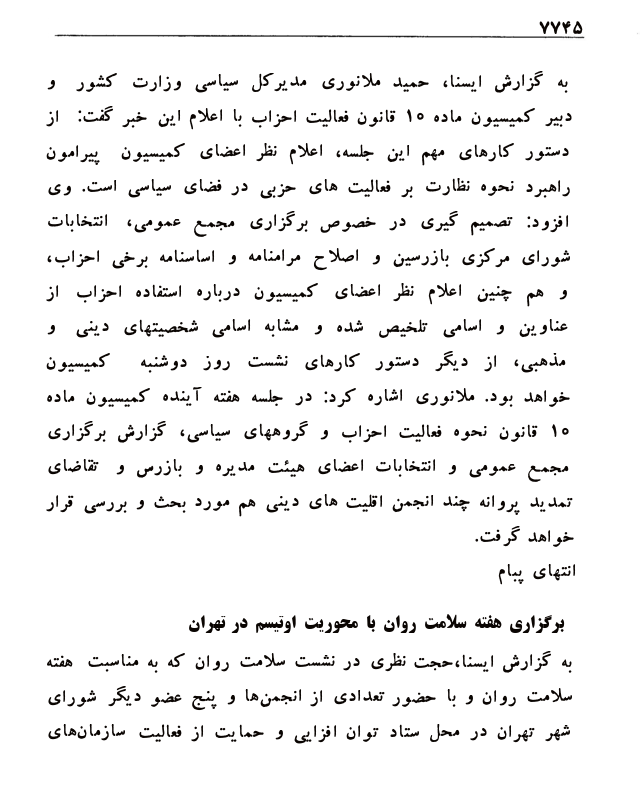 ۷۷۴۵
به گزارش ایسنا، حمید ملانوری مدیرکل سیاسی وزارت کشور و
دبیر کمیسیون ماده ۱۰ قانون فعالیت احزاب با اعلام این خبر گفت: از
دستور کارهای مهم این جلسه، اعلام نظر اعضای کمیسیون پیرامون
راهبرد نحوه نظارت بر فعالیت های حزبی در فضای سیاسی است. وی
افزود: تصمیم گیری در خصوص برگزاری مجمع عمومی، انتخابات
شورای مرکزی بازرسین و اصلاح مرامنامه و اساسنامه برخی احزاب،
و هم چنین اعلام نظر اعضای کمیسیون درباره استفاده احزاب از
عناوین و اسامی تلخیص شده و مشابه اسامی شخصیتهای دینی و
مذهبی، از دیگر دستور کارهای نشست روز دوشنبه کمیسیون
خواهد بود. ملانوری اشاره کرد: در جلسه هفته آینده کمیسیون ماده
۱۰ قانون نحوه فعالیت احزاب و گروههای سیاسی، گزارش برگزاری
مجمع عمومی و انتخابات اعضای هیئت مدیره و بازرس و تقاضای
تمدید پروانه چند انجمن اقلیت های دینی هم مورد بحث و بررسی قرار
خواهد گرفت.
انتهای پیام
برگزاری هفته سلامت روان با محوریت اوتیسم در تهران
به گزارش ایسنا،حجت نظری در نشست سلامت روان که به مناسبت هفته
سلامت روان و با حضور تعدادی از انجمن‌ها و پنج عضو دیگر شورای
شهر تهران در محل ستاد توان افزایی و حمایت از فعالیت سازمان‌های